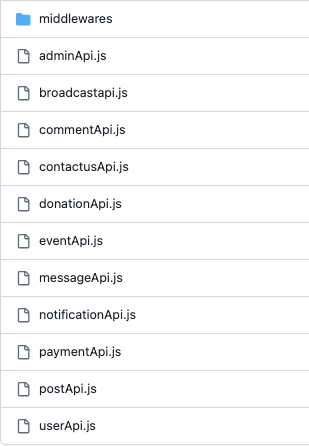 middlewares
adminApi.js
broadcastapi.js
commentApi.js
contactusApi.js
donationApi.js
eventApi.js
messageApi.js
notificationApi.js
paymentApi.js
postApi.js
userApi.js